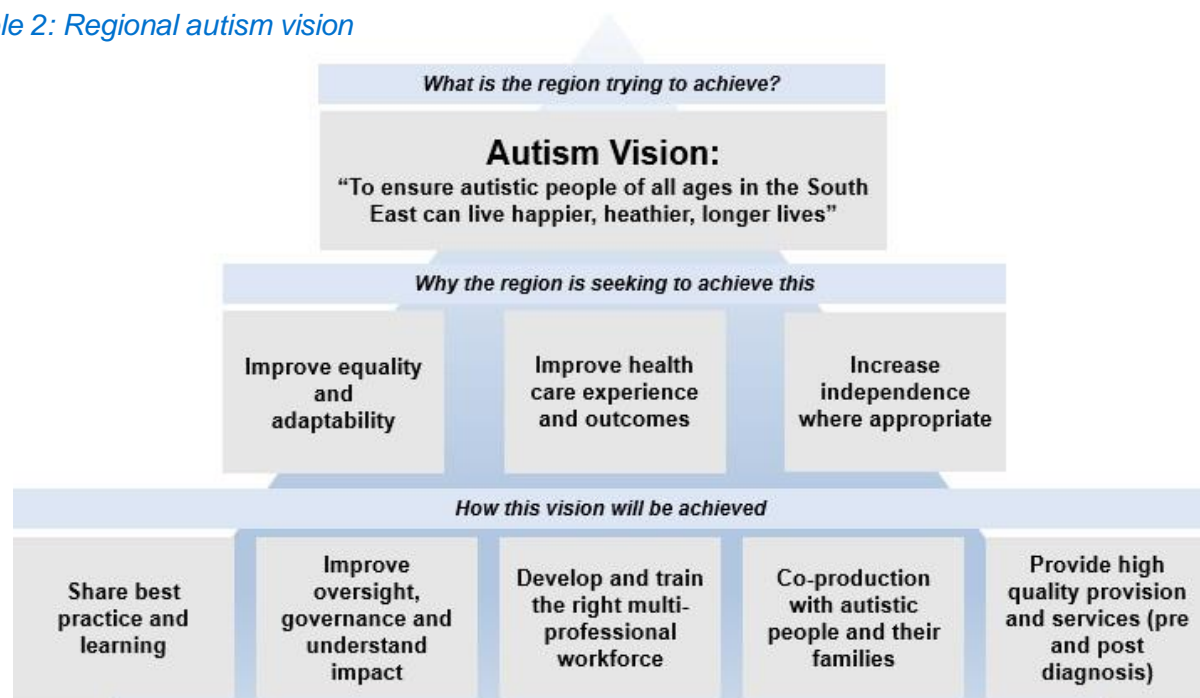 le 2: Regional autism vision
What is the region trying to achieve?
Autism Vision:
“To ensure autistic people of all ages in the South
East can live happier, heathier, longer lives”
Why the region is seeking to achieve this
Improve equality
and
adaptability
Improve health
care experience
and outcomes
Increase
independence
where appropriate
How this vision will be achieved
Share best
practice and
learning
Improve
oversight,
governance and
understand
impact
Develop and train
the right multi-
professional
workforce
Co-production
with autistic
people and their
families
Provide high
quality provision
and services (pre
and post
diagnosis)